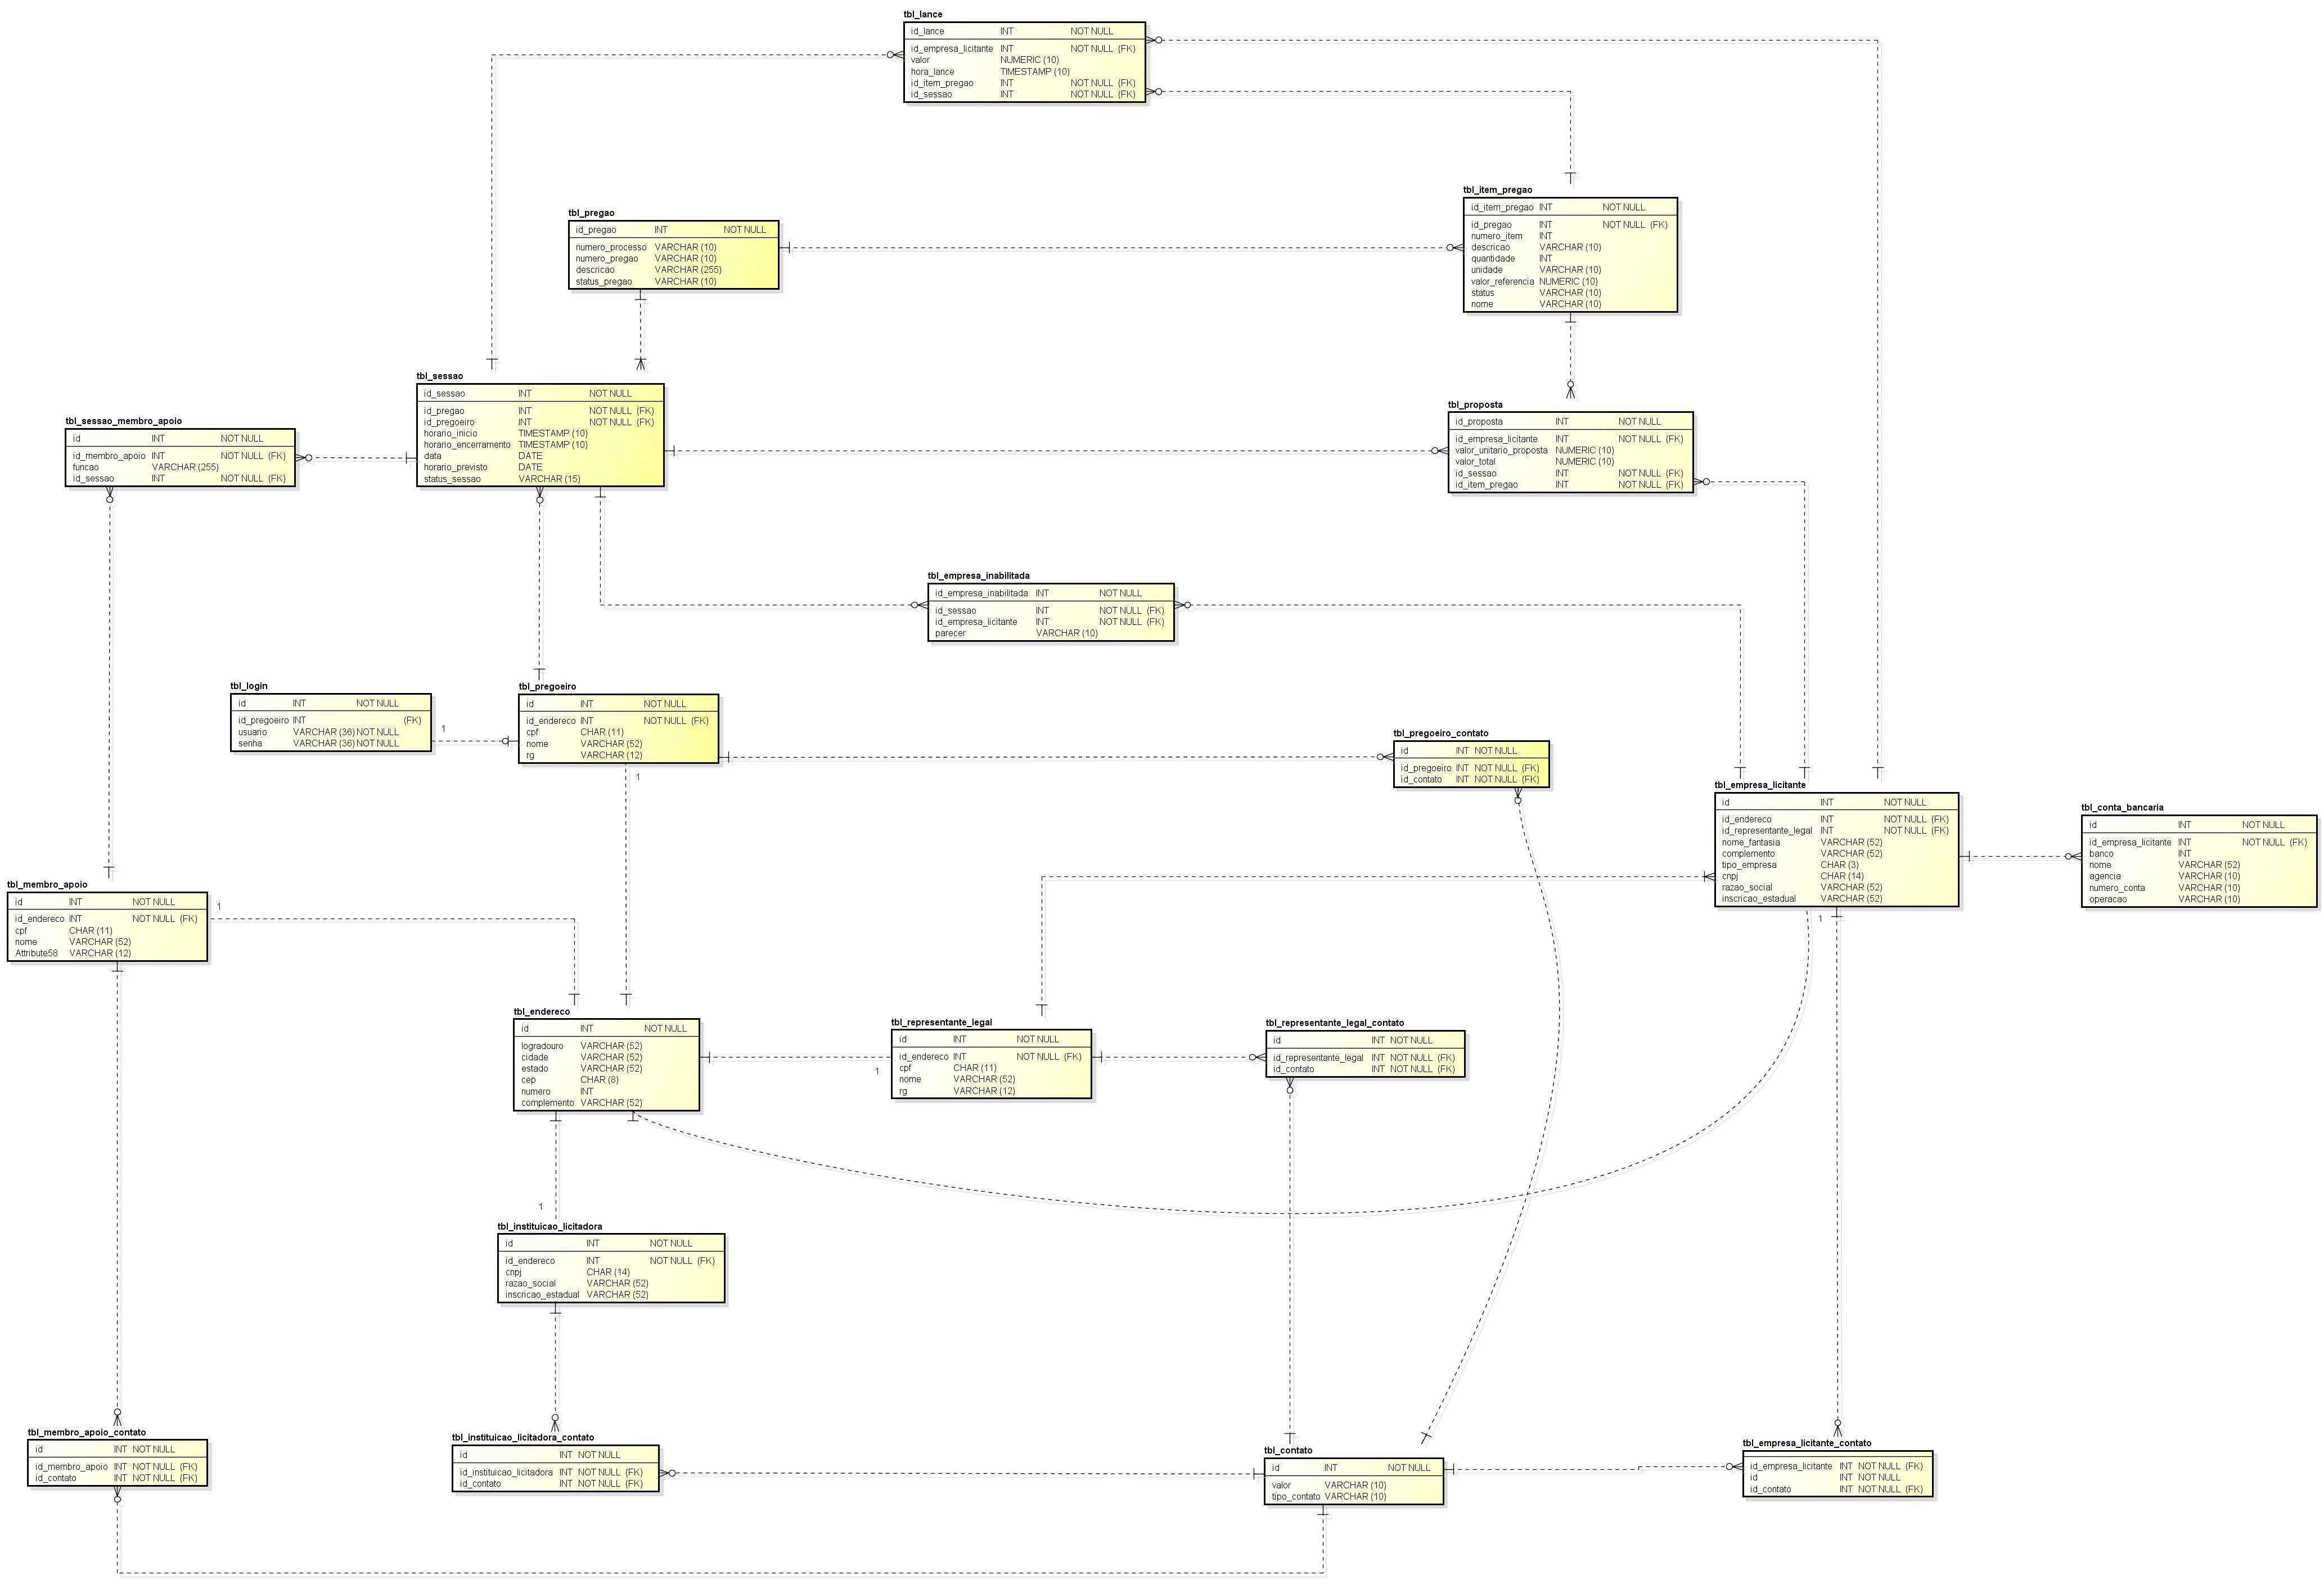 tbl_lance
id_lance INT NOT NULL
id_empresa_licitante INT NOT NULL (FK)
valor NUMERIC (10)
hora_lance TIMESTAMP (10)
id_item_pregao INT NOT NULL (FK)
id_sessao INT NOT NULL (FK)
tbl_item_pregao
id_item_pregao INT NOT NULL
id_pregao INT NOT NULL (FK)
numero_item INT
descricao VARCHAR (10)
quantidade INT
unidade VARCHAR (10)
valor_referencia NUMERIC (10)
status VARCHAR (10)
nome VARCHAR (10)
tbl_pregao
id_pregao INT NOT NULL
numero_processo VARCHAR (10)
numero_pregao VARCHAR (10)
descricao VARCHAR (255)
status_pregao VARCHAR (10)
tbl_sessao
id_sessao INT NOT NULL
id_pregao INT NOT NULL (FK)
id_pregoeiro INT NOT NULL (FK)
horario_inicio TIMESTAMP (10)
horario_encerramento TIMESTAMP (10)
data DATE
horario_previsto DATE
status_sessao VARCHAR (15)
tbl_sessao_membro_apoio
id INT NOT NULL
id_membro_apoio INT NOT NULL (FK)
funcao VARCHAR (255)
id_sessao INT NOT NULL (FK)
tbl_proposta
id_proposta INT NOT NULL
id_empresa_licitante INT NOT NULL (FK)
valor_unitario_proposta NUMERIC (10)
valor_total NUMERIC (10)
id_sessao INT NOT NULL (FK)
id_item_pregao INT NOT NULL (FK)
tbl_empresa_inabilitada
id_empresa_inabilitada INT NOT NULL
id_sessao INT NOT NULL (FK)
id_empresa_licitante INT NOT NULL (FK)
parecer VARCHAR (10)
tbl_login
id INT NOT NULL
id_pregoeiro INT (FK)
usuario VARCHAR (36) NOT NULL
senha VARCHAR (36) NOT NULL
1
tbl_pregoeiro
id INT NOT NULL
id_endereco INT NOT NULL (FK)
cpf CHAR (11)
nome VARCHAR (52)
rg VARCHAR (12)
1
tbl_pregoeiro_contato
id INT NOT NULL
id_pregoeiro INT NOT NULL (FK)
id_contato INT NOT NULL (FK)
tbl_empresa_licitante
id INT NOT NULL
id_endereco INT NOT NULL (FK)
id_representante_legal INT NOT NULL (FK)
nome_fantasia VARCHAR (52)
complemento VARCHAR (52)
tipo_empresa CHAR (3)
cnpj CHAR (14)
razao_social VARCHAR (52)
inscricao_estadual VARCHAR (52)
1
tbl_conta_bancaria
id INT NOT NULL
id_empresa_licitante INT NOT NULL (FK)
banco INT
nome VARCHAR (52)
agencia VARCHAR (10)
numero_conta VARCHAR (10)
operacao VARCHAR (10)
tbl_membro_apoio
id INT NOT NULL
id_endereco INT NOT NULL (FK)
cpf CHAR (11)
nome VARCHAR (52)
Attribute58 VARCHAR (12)
1
tbl_endereco
id INT NOT NULL
logradouro VARCHAR (52)
cidade VARCHAR (52)
estado VARCHAR (52)
cep CHAR (8)
numero INT
complemento VARCHAR (52)
tbl_representante_legal
id INT NOT NULL
id_endereco INT NOT NULL (FK)
cpf CHAR (11)
nome VARCHAR (52)
rg VARCHAR (12)
1
tbl_representante_legal_contato
id INT NOT NULL
id_representante_legal INT NOT NULL (FK)
id_contato INT NOT NULL (FK)
1
tbl_instituicao_licitadora
id INT NOT NULL
id_endereco INT NOT NULL (FK)
cnpj CHAR (14)
razao_social VARCHAR (52)
inscricao_estadual VARCHAR (52)
tbl_membro_apoio_contato
id INT NOT NULL
id_membro_apoio INT NOT NULL (FK)
id_contato INT NOT NULL (FK)
tbl_instituicao_licitadora_contato
id INT NOT NULL
id_instituicao_licitadora INT NOT NULL (FK)
id_contato INT NOT NULL (FK)
tbl_contato
id INT NOT NULL
valor VARCHAR (10)
tipo_contato VARCHAR (10)
tbl_empresa_licitante_contato
id_empresa_licitante INT NOT NULL (FK)
id INT NOT NULL
id_contato INT NOT NULL (FK)